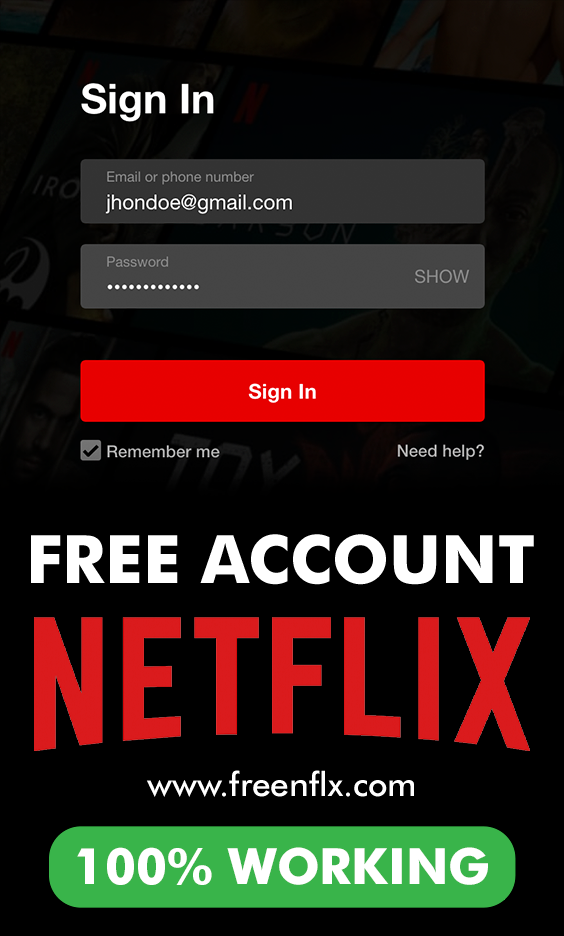 Sign In
Email or phone number
jhondoe@gmail.com
Password
•••••••••••••
SHOW
Sign In
Remember me
Need help?
FREE ACCOUNT
NETFLIX
www.freenflx.com
100% WORKING